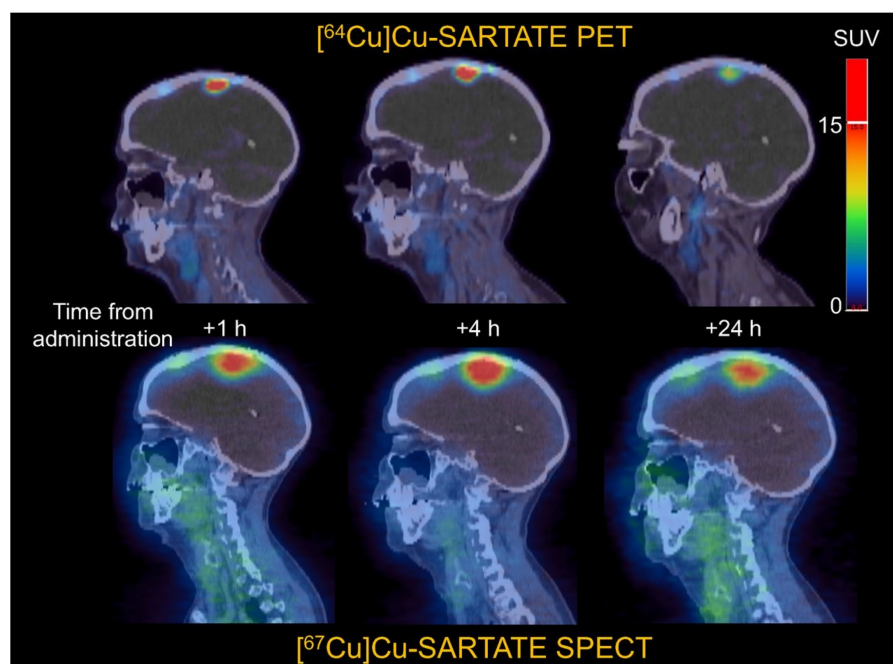 [⁶⁴Cu]Cu-SARTATE PET
SUV
15
0
Time from
administration
+1 h
+4 h
+24 h
[⁶⁷Cu]Cu-SARTATE SPECT